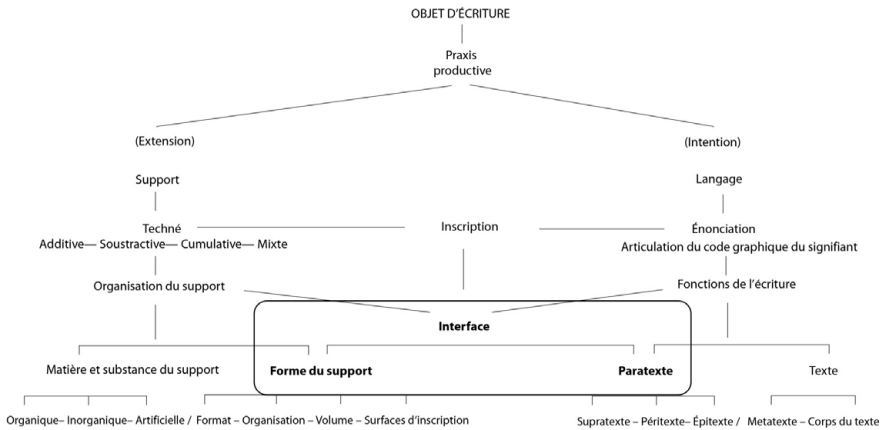 OBJET D'ÉCRITURE
Praxis
productive
(Extension)
(Intention)
Support
Langage
Techné
Inscription
Énonciation
Additive— Soustractive— Cumulative— Mixte
Articulation du code graphique du signifiant
Organisation du support
Fonctions de l'écriture
Interface
Matière et substance du support
Forme du support
Paratexte
Texte
Organique– Inorganique– Artificielle / Format – Organisation – Volume – Surfaces d'inscription
Supratexte – Péritexte– Épitexte / Metatexte – Corps du texte